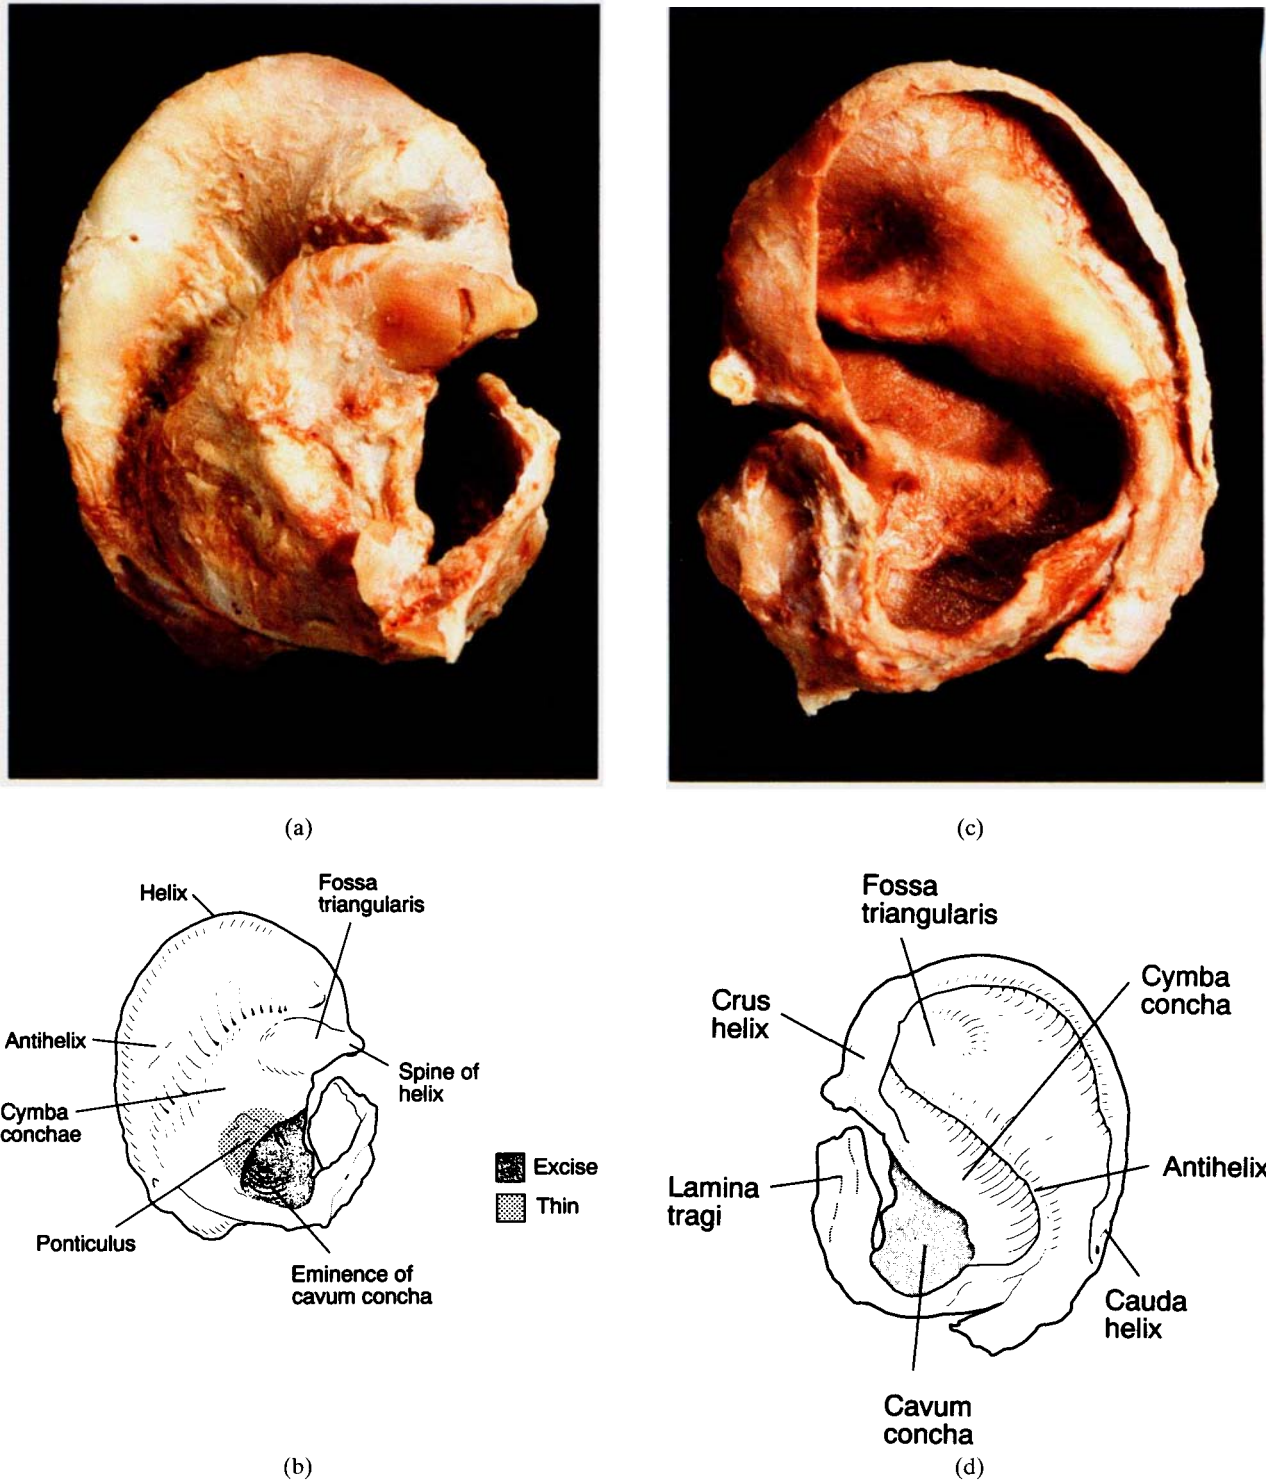 (a)
(c)
Helix
Fossa
triangularis
Antihelix
Spine of
helix
Cymba
conchae
Excise
Thin
Ponticulus
Eminence of
cavum concha
(b)
Fossa
triangularis
Cymba
concha
Crus
helix
Antihelix
Lamina
tragi
Cauda
helix
Cavum
concha
(d)